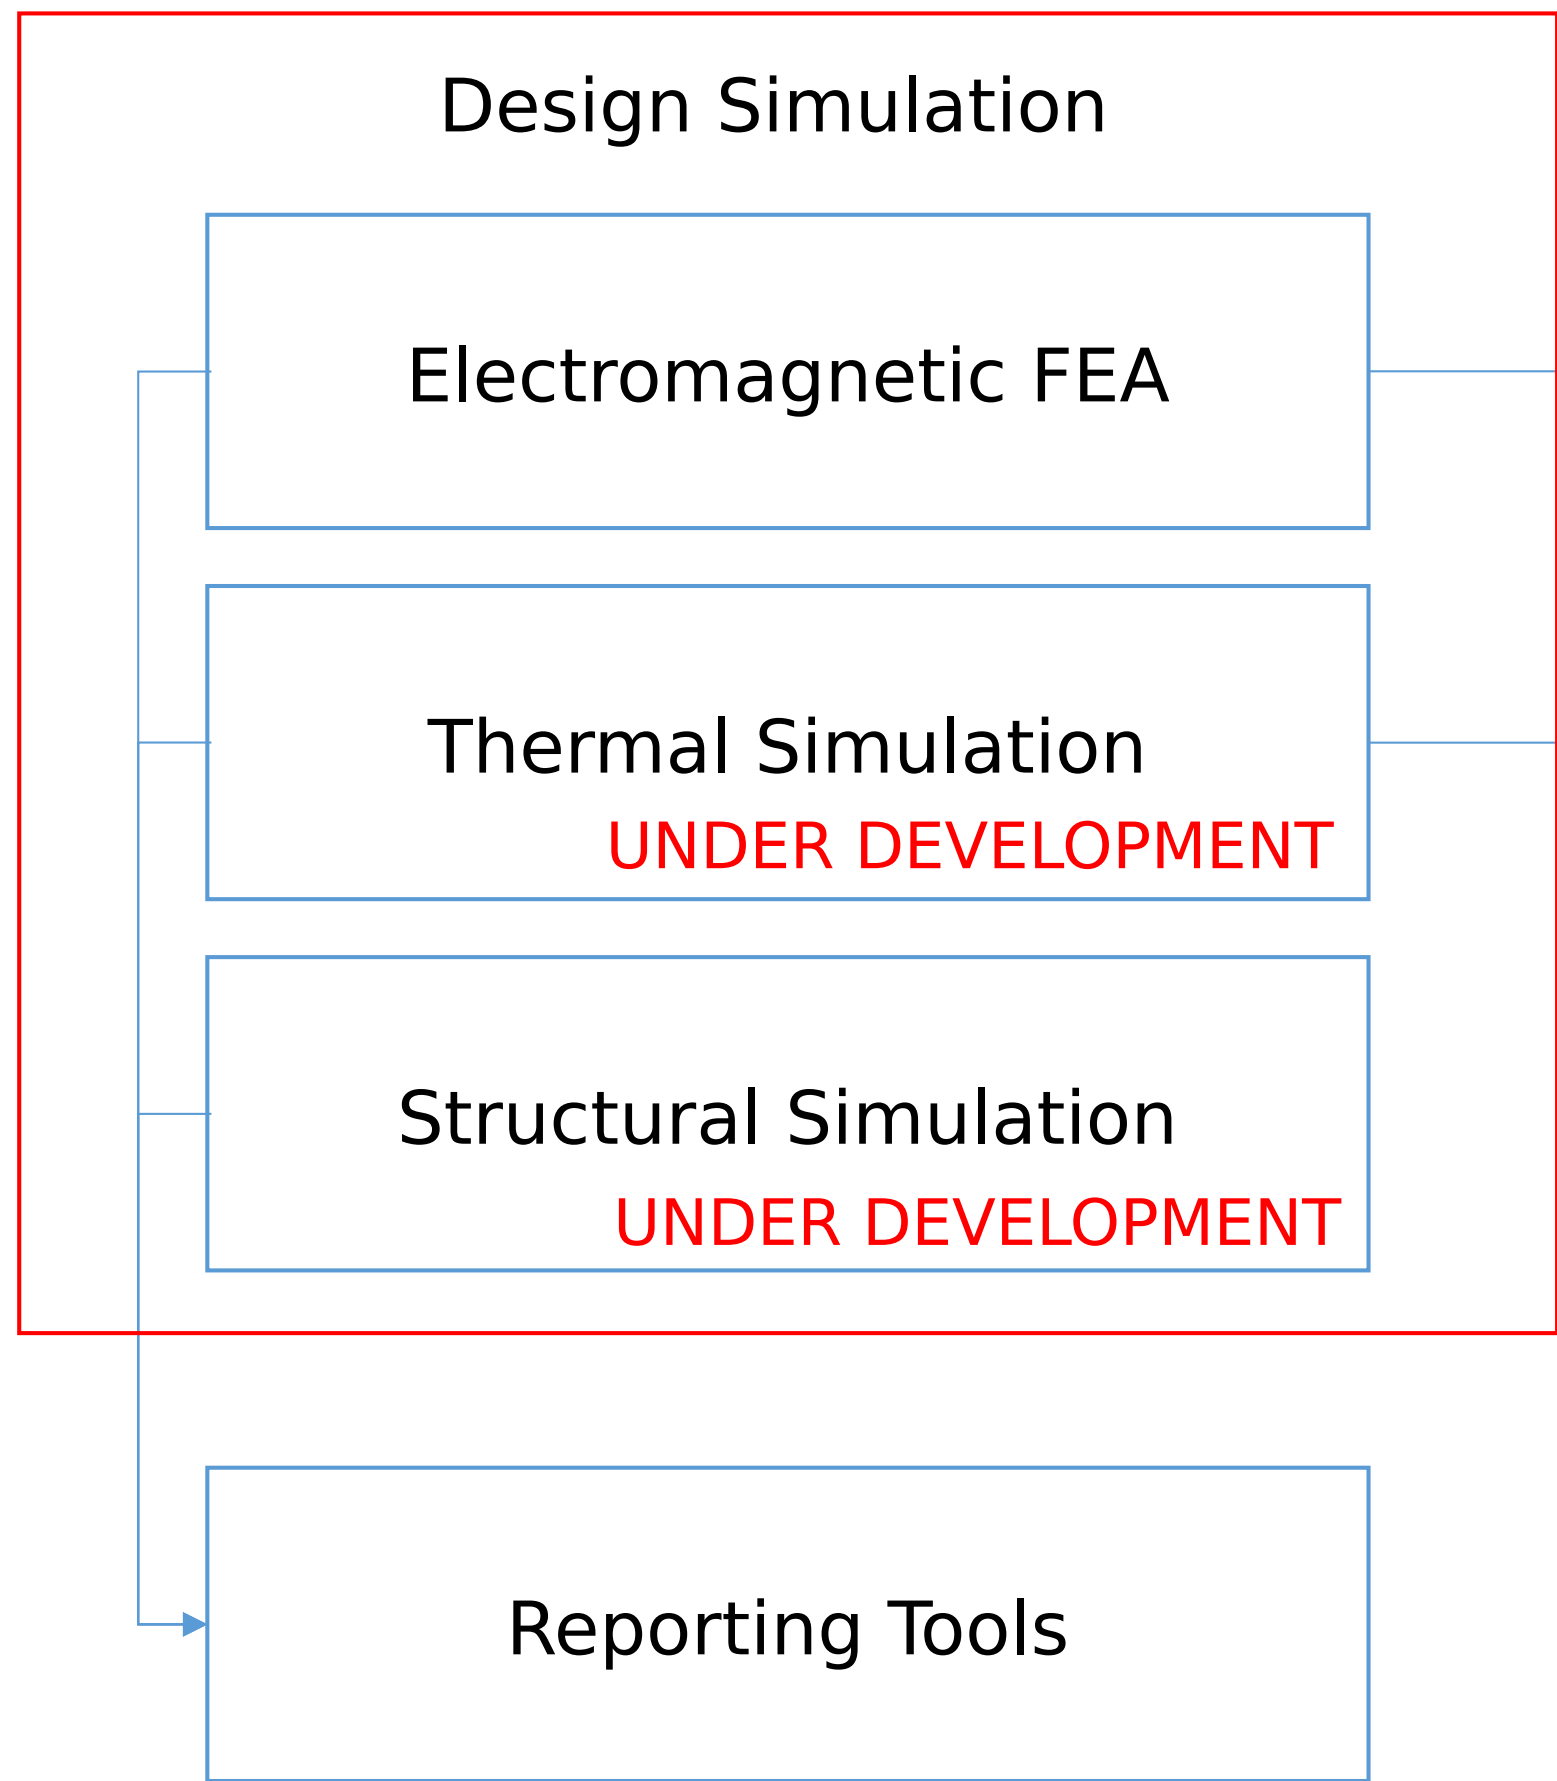 Design Simulation
Electromagnetic FEA
Thermal Simulation
UNDER DEVELOPMENT
Structural Simulation
UNDER DEVELOPMENT
Reporting Tools